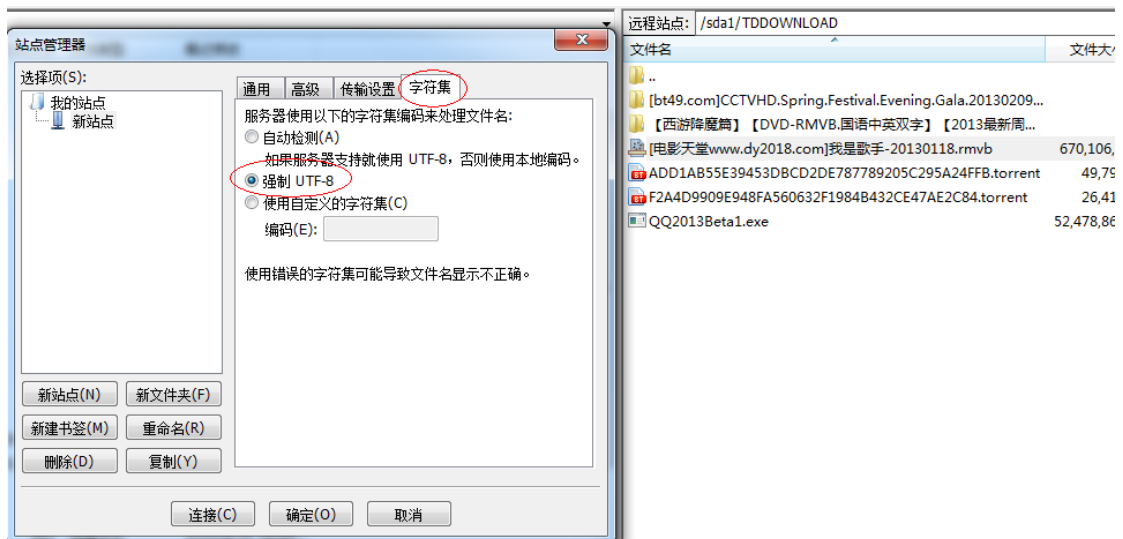 站点管理器
选择项(S):
我的站点
新站点
新站点(N)
新文件夹(F)
新建书签(M)
重命名(R)
删除(D)
复制(Y)
通用
高级
传输设置
字符集
服务器使用以下的字符集编码来处理文件名:
自动检测(A)
如果服务器支持就使用 UTF-8，否则使用本地编码。
强制 UTF-8
使用自定义的字符集(C)
编码(E):
使用错误的字符集可能导致文件名显示不正确。
连接(C)
确定(O)
取消
远程站点: /sda1/TDDOWNLOAD
文件名 文件大
..
[bt49.com]CCTVHD.Spring.Festival.Evening.Gala.20130209...
【西游降魔篇】【DVD-RMVB.国语中英双字】【2013最新周...
[电影天堂www.dy2018.com]我是歌手-20130118.rmvb 670,106,
ADD1AB55E39453DBCD2DE787789205C295A24FFB.torrent 49,79
F2A4D9909E948FA560632F1984B432CE47AE2C84.torrent 26,41
QQ2013Beta1.exe 52,478,86